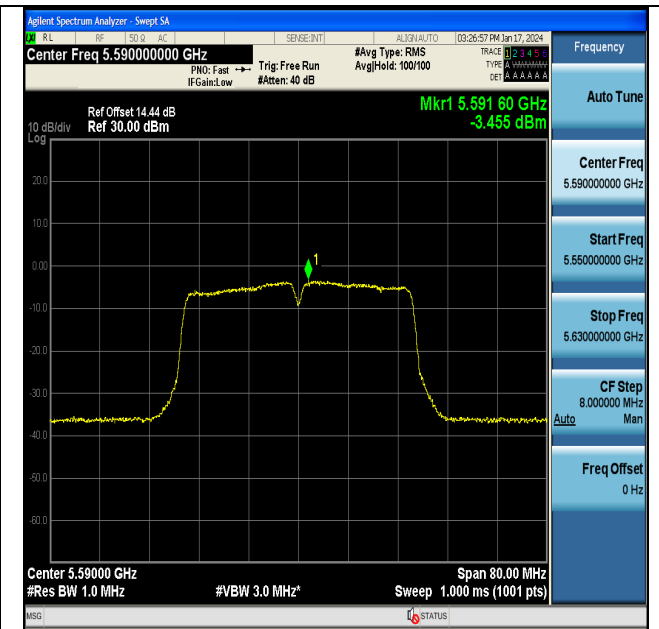 Agilent Spectrum Analyzer - Swept SA
LXI RL RF 50 Ω AC SENSE:INT ALIGN AUTO 03:26:57 PM Jan 17, 2024
Center Freq 5.590000000 GHz
PNO: Fast
IFGain:Low
Trig: Free Run
#Atten: 40 dB
#Avg Type: RMS
Avg|Hold: 100/100
TRACE 1 2 3 4 5 6
TYPE A WWWWW
DET A A A A A A
Frequency
Ref Offset 14.44 dB
10 dB/div Ref 30.00 dBm
Log
Mkr1 5.591 60 GHz
-3.455 dBm
20.0
10.0
0.00
-10.0
-20.0
-30.0
-40.0
-50.0
-60.0
1
Center 5.59000 GHz Span 80.00 MHz
#Res BW 1.0 MHz #VBW 3.0 MHz* Sweep 1.000 ms (1001 pts)
MSG STATUS
Auto Tune
Center Freq
5.590000000 GHz
Start Freq
5.550000000 GHz
Stop Freq
5.630000000 GHz
CF Step
8.000000 MHz
Auto Man
Freq Offset
0 Hz